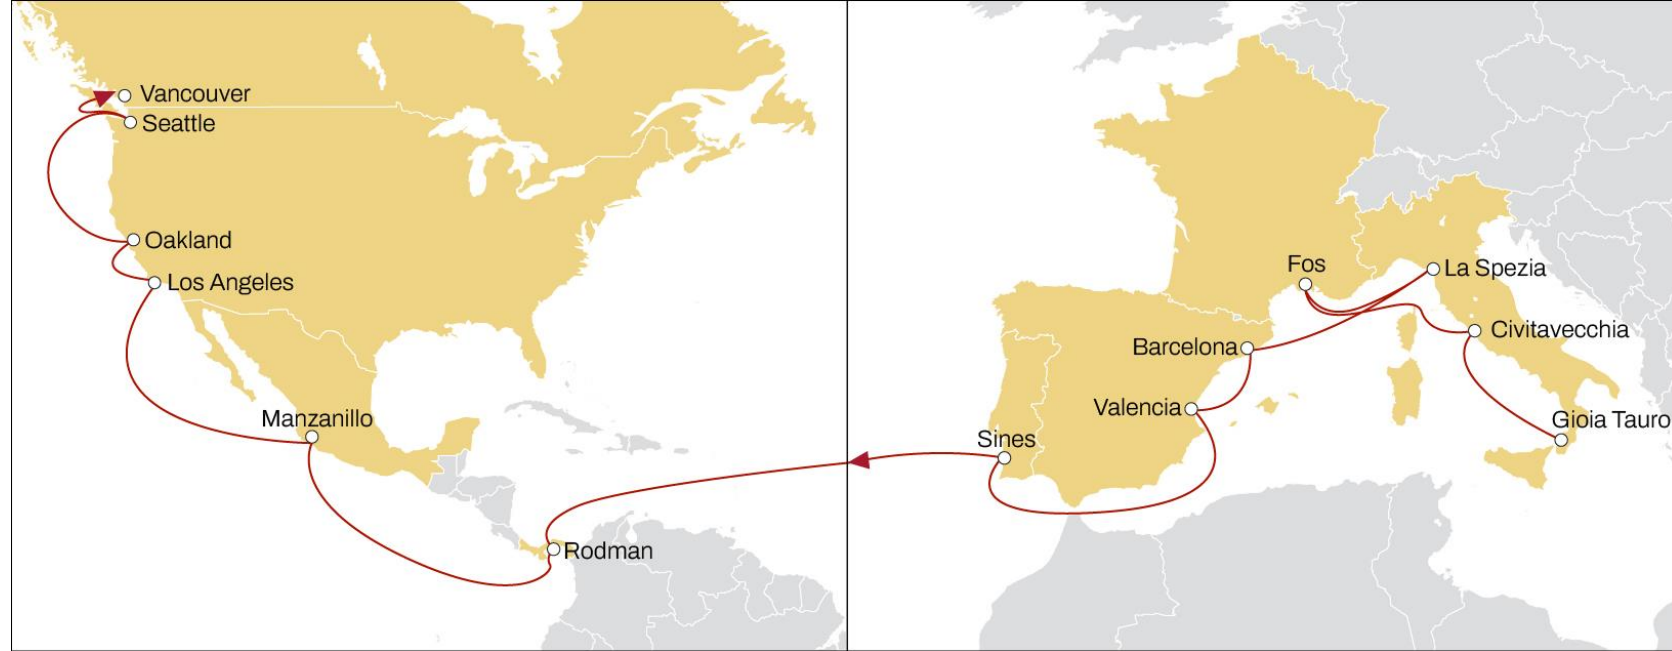 Vancouver
Seattle
Oakland
Los Angeles
Manzanillo
Rodman
Fos
La Spezia
Civitavecchia
Barcelona
Valencia
Gioia Tauro
Sines